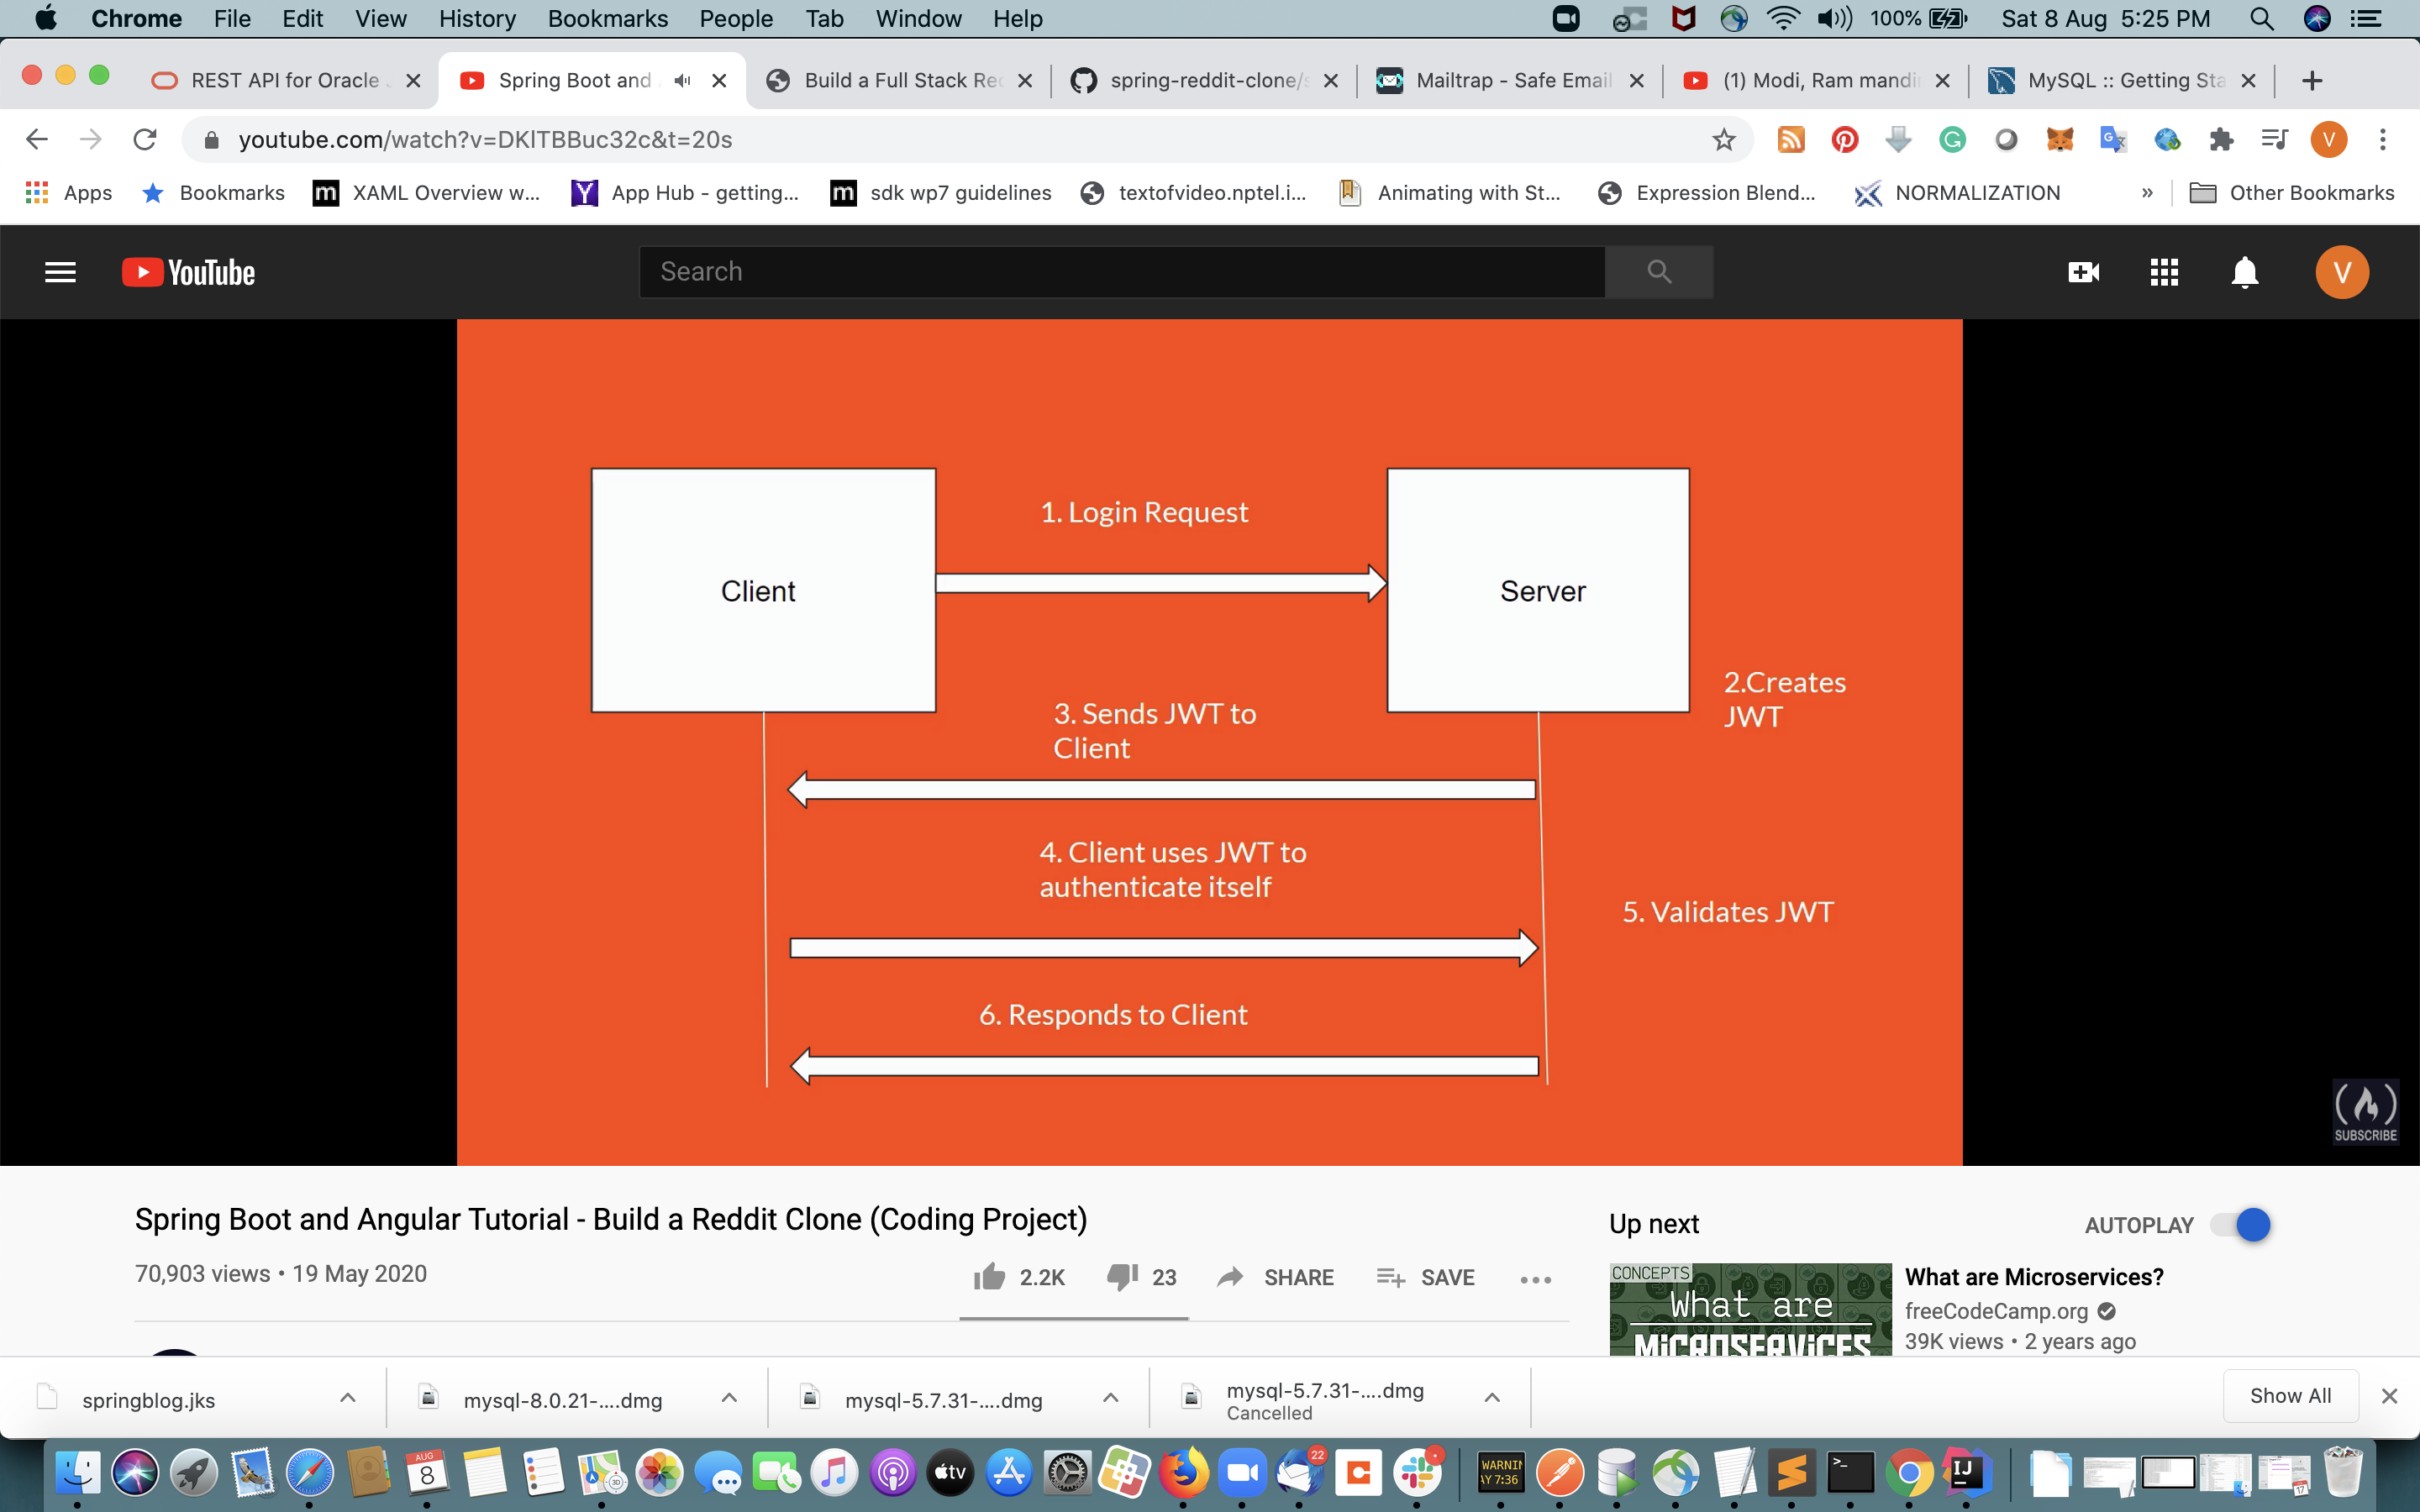 Chrome File Edit View History Bookmarks People Tab Window Help 100% Sat 8 Aug 5:25 PM
REST API for Oracle Spring Boot and Build a Full Stack Rec spring-reddit-clone/s Mailtrap - Safe Email (1) Modi, Ram mandi MySQL :: Getting Sta
youtube.com/watch?v=DKlTBBuc32c&t=20s V
Apps Bookmarks XAML Overview w... App Hub - getting... sdk wp7 guidelines textofvideo.nptel.i... Animating with St... Expression Blend... NORMALIZATION » Other Bookmarks
YouTube Search V
1. Login Request
Client
Server
2.Creates
JWT
3. Sends JWT to
Client
4. Client uses JWT to
authenticate itself
5. Validates JWT
6. Responds to Client
SUBSCRIBE
Spring Boot and Angular Tutorial - Build a Reddit Clone (Coding Project)
70,903 views • 19 May 2020
2.2K 23 SHARE SAVE
Up next AUTOPLAY
CONCEPTS
What are
MiCROSERViCES
What are Microservices?
freeCodeCamp.org
39K views • 2 years ago
springblog.jks mysql-8.0.21-....dmg mysql-5.7.31-....dmg mysql-5.7.31-....dmg
Cancelled
Show All
AUG
8
tv
22
WARNIN
AY 7:36
IJ
17